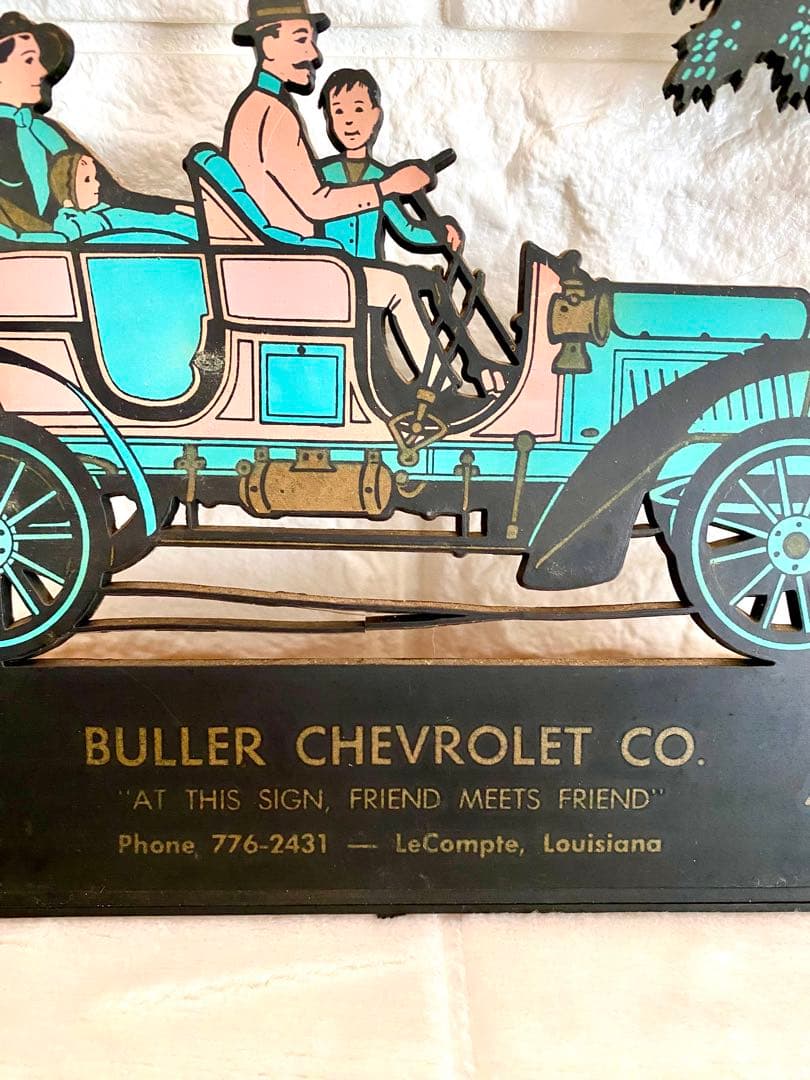 BULLER CHEVROLET CO.
"AT THIS SIGN, FRIEND MEETS FRIEND"
Phone 776-2431 — LeCompte, Louisiana